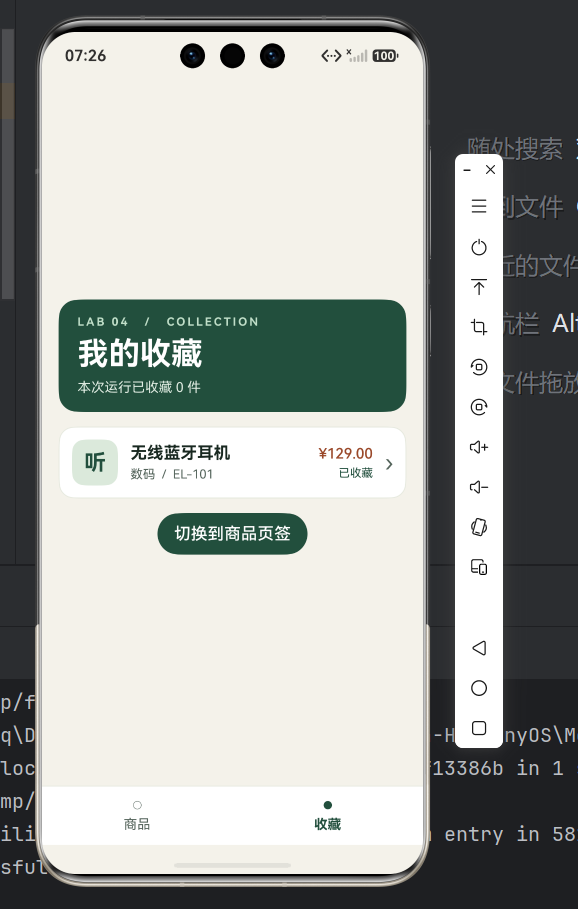 07:26
100
LAB 04 / COLLECTION
我的收藏
本次运行已收藏 0 件
听
无线蓝牙耳机
数码 / EL-101
¥129.00
已收藏
切换到商品页签
商品
收藏
随处搜索
到文件
近的文件
航栏 Alt
文件拖放
p/f
q\D
-H
nyOS\M
loc
f13386b in 1
mp/
ili
entry in 58
sful